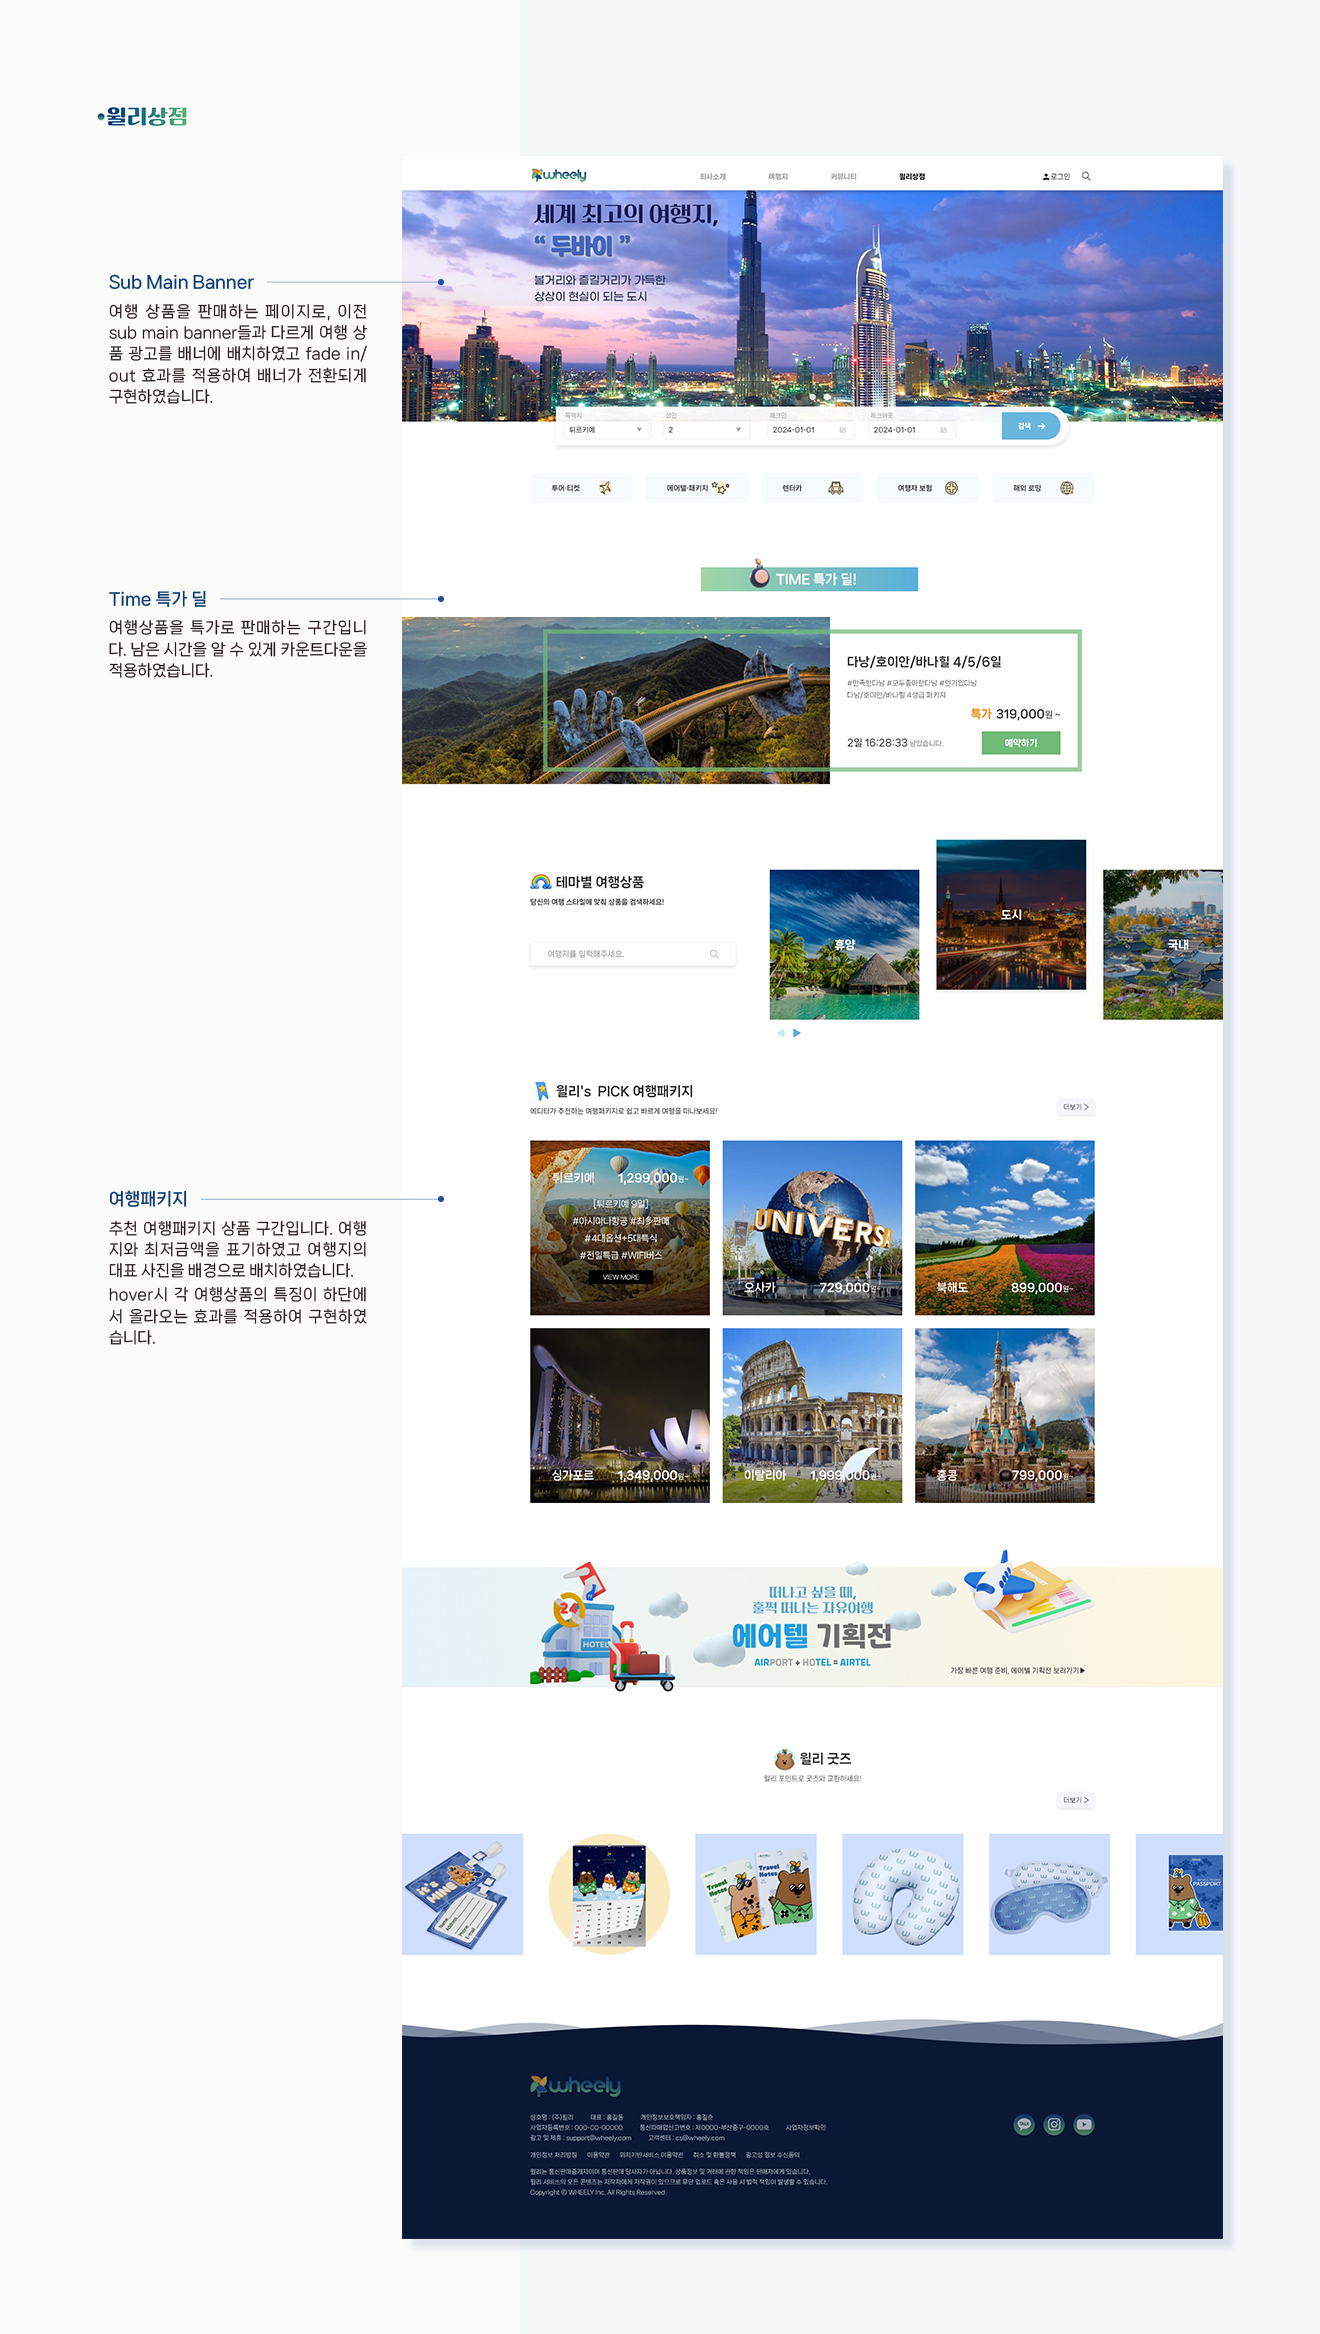 윌리상점
wheely
회사소개 여행지 커뮤니티 윌리상점 로그인
세계 최고의 여행지,
“ 두바이 ”
볼거리와 즐길거리가 가득한
상상이 현실이 되는 도시
Sub Main Banner
여행 상품을 판매하는 페이지로, 이전
sub main banner들과 다르게 여행 상
품 광고를 배너에 배치하였고 fade in/
out 효과를 적용하여 배너가 전환되게
구현하였습니다.
목적지 성인 체크인 체크아웃
튀르키예 2 2024-01-01 2024-01-01 검색
투어·티켓 에어텔·패키지 렌터카 여행자 보험 해외 로밍
TIME 특가 딜!
Time 특가 딜
여행상품을 특가로 판매하는 구간입니
다. 남은 시간을 알 수 있게 카운트다운을
적용하였습니다.
다낭/호이안/바나힐 4/5/6일
#만족한다낭 #모두좋아한다낭 #인기있다낭
다낭/호이안/바나힐 4성급 패키지
특가 319,000원 ~
2일 16:28:33 남았습니다.
예약하기
테마별 여행상품
당신의 여행 스타일에 맞춰 상품을 검색하세요!
여행지를 입력해주세요.
휴양
도시
국내
윌리's PICK 여행패키지
에디터가 추천하는 여행패키지로 쉽고 빠르게 여행을 떠나보세요!
더보기 >
여행패키지
추천 여행패키지 상품 구간입니다. 여행
지와 최저금액을 표기하였고 여행지의
대표 사진을 배경으로 배치하였습니다.
hover시 각 여행상품의 특징이 하단에
서 올라오는 효과를 적용하여 구현하였
습니다.
튀르키예 1,299,000원~
[튀르키예 9일]
#아시아나항공 #최多판매
#4대옵션+5대특식
#전일특급 #WIFI버스
VIEW MORE
UNIVERSA
오사카 729,000원~
북해도 899,000원~
싱가포르 1,349,000원~
이탈리아 1,999,000원~
홍콩 799,000원~
24
HOTEL
떠나고 싶을 때,
훌쩍 떠나는 자유여행
에어텔 기획전
AIRPORT + HOTEL = AIRTEL
PASSPORT
가장 빠른 여행 준비, 에어텔 기획전 보러가기▶
윌리 굿즈
윌리 포인트로 굿즈와 교환하세요!
더보기 >
Name
Address
Phone
E-mail
Travel Notes
Travel Notes
PASSPORT
wheely
상호명 : (주)윌리 대표 : 홍길동 개인정보보호책임자 : 홍길순
사업자등록번호 : 000-00-00000 통신판매업신고번호 : 제0000-부산중구-0000호 사업자정보확인
광고 및 제휴 : support@wheely.com 고객센터 : cs@wheely.com
개인정보 처리방침 이용약관 위치기반서비스 이용약관 취소 및 환불정책 광고성 정보 수신동의
윌리는 통신판매중개자이며 통신판매 당사자가 아닙니다. 상품정보 및 거래에 관한 책임은 판매자에게 있습니다.
윌리 서비스의 모든 콘텐츠는 저작자에게 저작권이 있으므로 무단 업로드 혹은 사용 시 법적 책임이 발생할 수 있습니다.
Copyright © WHEELY Inc. All Rights Reserved.